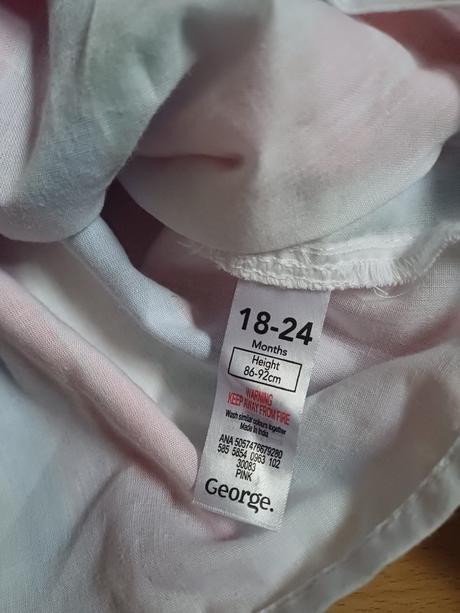 18-24
Months
Height
86-92cm
WARNING
KEEP AWAY FROM FIRE
Wash similar colours together
Made in India
ANA 5057476679280
585 5854 0963 102
30083
PINK
George.